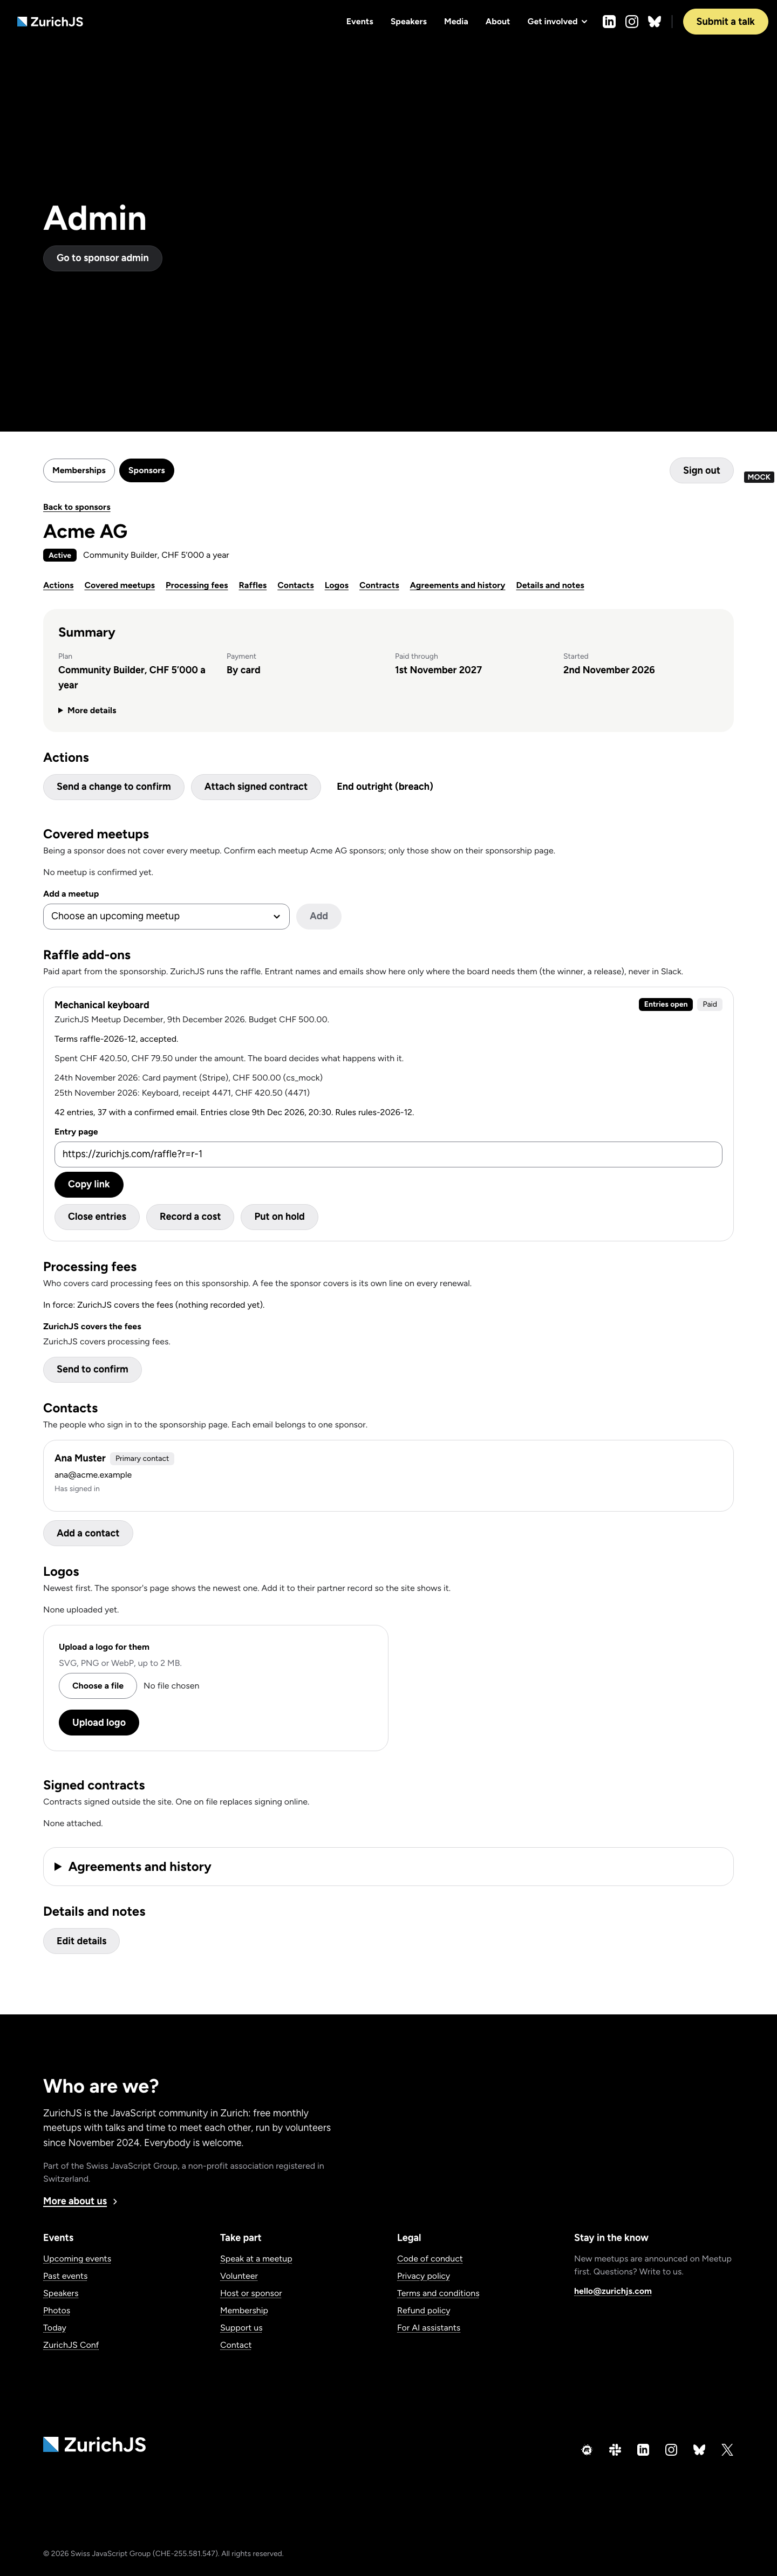 ZurichJS
Events
Speakers
Media
About
Get involved
Submit a talk
Admin
Go to sponsor admin
Memberships
Sponsors
Sign out
MOCK
Back to sponsors
Acme AG
Active
Community Builder, CHF 5'000 a year
Actions
Covered meetups
Processing fees
Raffles
Contacts
Logos
Contracts
Agreements and history
Details and notes
Summary
Plan
Community Builder, CHF 5'000 a
year
Payment
By card
Paid through
1st November 2027
Started
2nd November 2026
More details
Actions
Send a change to confirm
Attach signed contract
End outright (breach)
Covered meetups
Being a sponsor does not cover every meetup. Confirm each meetup Acme AG sponsors; only those show on their sponsorship page.
No meetup is confirmed yet.
Add a meetup
Choose an upcoming meetup
Add
Raffle add-ons
Paid apart from the sponsorship. ZurichJS runs the raffle. Entrant names and emails show here only where the board needs them (the winner, a release), never in Slack.
Mechanical keyboard
Entries open
Paid
ZurichJS Meetup December, 9th December 2026. Budget CHF 500.00.
Terms raffle-2026-12, accepted.
Spent CHF 420.50, CHF 79.50 under the amount. The board decides what happens with it.
24th November 2026: Card payment (Stripe), CHF 500.00 (cs_mock)
25th November 2026: Keyboard, receipt 4471, CHF 420.50 (4471)
42 entries, 37 with a confirmed email. Entries close 9th Dec 2026, 20:30. Rules rules-2026-12.
Entry page
https://zurichjs.com/raffle?r=r-1
Copy link
Close entries
Record a cost
Put on hold
Processing fees
Who covers card processing fees on this sponsorship. A fee the sponsor covers is its own line on every renewal.
In force: ZurichJS covers the fees (nothing recorded yet).
ZurichJS covers the fees
ZurichJS covers processing fees.
Send to confirm
Contacts
The people who sign in to the sponsorship page. Each email belongs to one sponsor.
Ana Muster
Primary contact
ana@acme.example
Has signed in
Add a contact
Logos
Newest first. The sponsor's page shows the newest one. Add it to their partner record so the site shows it.
None uploaded yet.
Upload a logo for them
SVG, PNG or WebP, up to 2 MB.
Choose a file
No file chosen
Upload logo
Signed contracts
Contracts signed outside the site. One on file replaces signing online.
None attached.
Agreements and history
Details and notes
Edit details
Who are we?
ZurichJS is the JavaScript community in Zurich: free monthly
meetups with talks and time to meet each other, run by volunteers
since November 2024. Everybody is welcome.
Part of the Swiss JavaScript Group, a non-profit association registered in
Switzerland.
More about us
Events
Upcoming events
Past events
Speakers
Photos
Today
ZurichJS Conf
Take part
Speak at a meetup
Volunteer
Host or sponsor
Membership
Support us
Contact
Legal
Code of conduct
Privacy policy
Terms and conditions
Refund policy
For AI assistants
Stay in the know
New meetups are announced on Meetup
first. Questions? Write to us.
hello@zurichjs.com
ZurichJS
© 2026 Swiss JavaScript Group (CHE-255.581.547). All rights reserved.